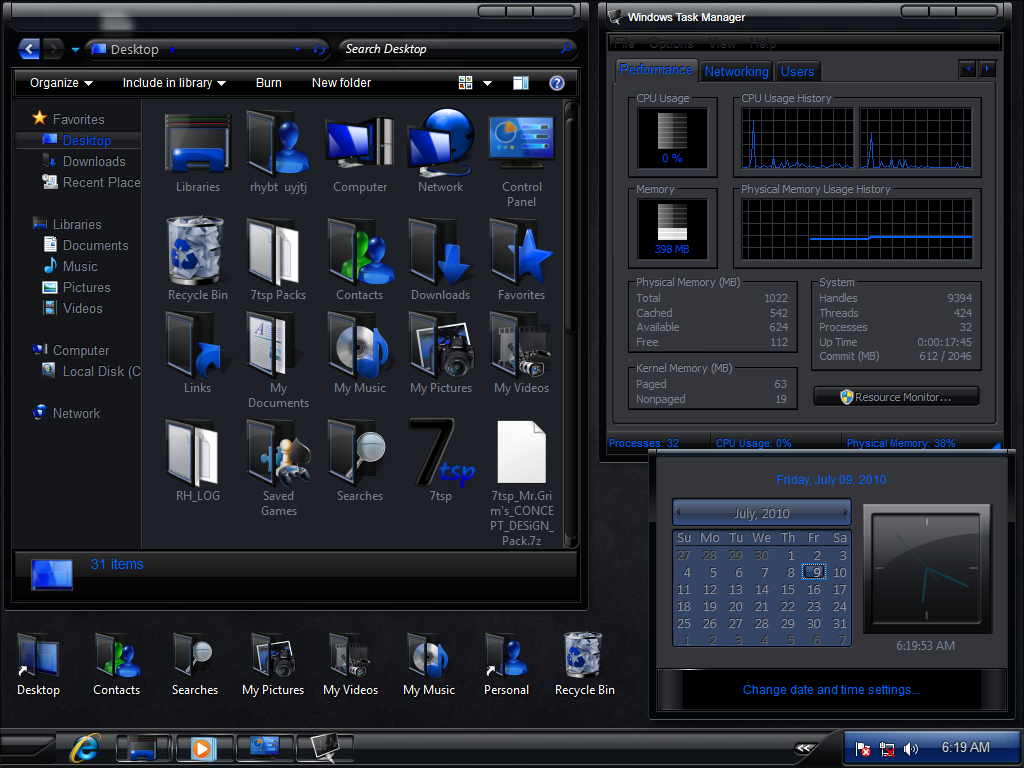 Desktop
Search Desktop
Organize
Include in library
Burn
New folder
Favorites
Desktop
Downloads
Recent Place
Libraries
Documents
Music
Pictures
Videos
Computer
Local Disk (C
Network
Libraries
rhybt uyjtj
Computer
Network
Control
Panel
Recycle Bin
7tsp Packs
Contacts
Downloads
Favorites
Links
My
Documents
My Music
My Pictures
My Videos
RH_LOG
Saved
Games
Searches
7tsp
7tsp
7tsp_Mr.Gri
m's_CONCE
PT_DESiGN_
Pack.7z
31 items
Windows Task Manager
File Options View Help
Performance Networking Users
CPU Usage
0 %
CPU Usage History
Memory
398 MB
Physical Memory Usage History
Physical Memory (MB)
Total 1022
Cached 542
Available 624
Free 112
Kernel Memory (MB)
Paged 63
Nonpaged 19
System
Handles 9394
Threads 424
Processes 32
Up Time 0:00:17:45
Commit (MB) 612 / 2046
Resource Monitor...
Processes: 32 CPU Usage: 0% Physical Memory: 38%
Friday, July 09, 2010
July, 2010
Su Mo Tu We Th Fr Sa
27 28 29 30 1 2 3
4 5 6 7 8 9 10
11 12 13 14 15 16 17
18 19 20 21 22 23 24
25 26 27 28 29 30 31
1 2 3 4 5 6 7
6:19:53 AM
Change date and time settings...
Desktop
Contacts
Searches
My Pictures
My Videos
My Music
Personal
Recycle Bin
6:19 AM